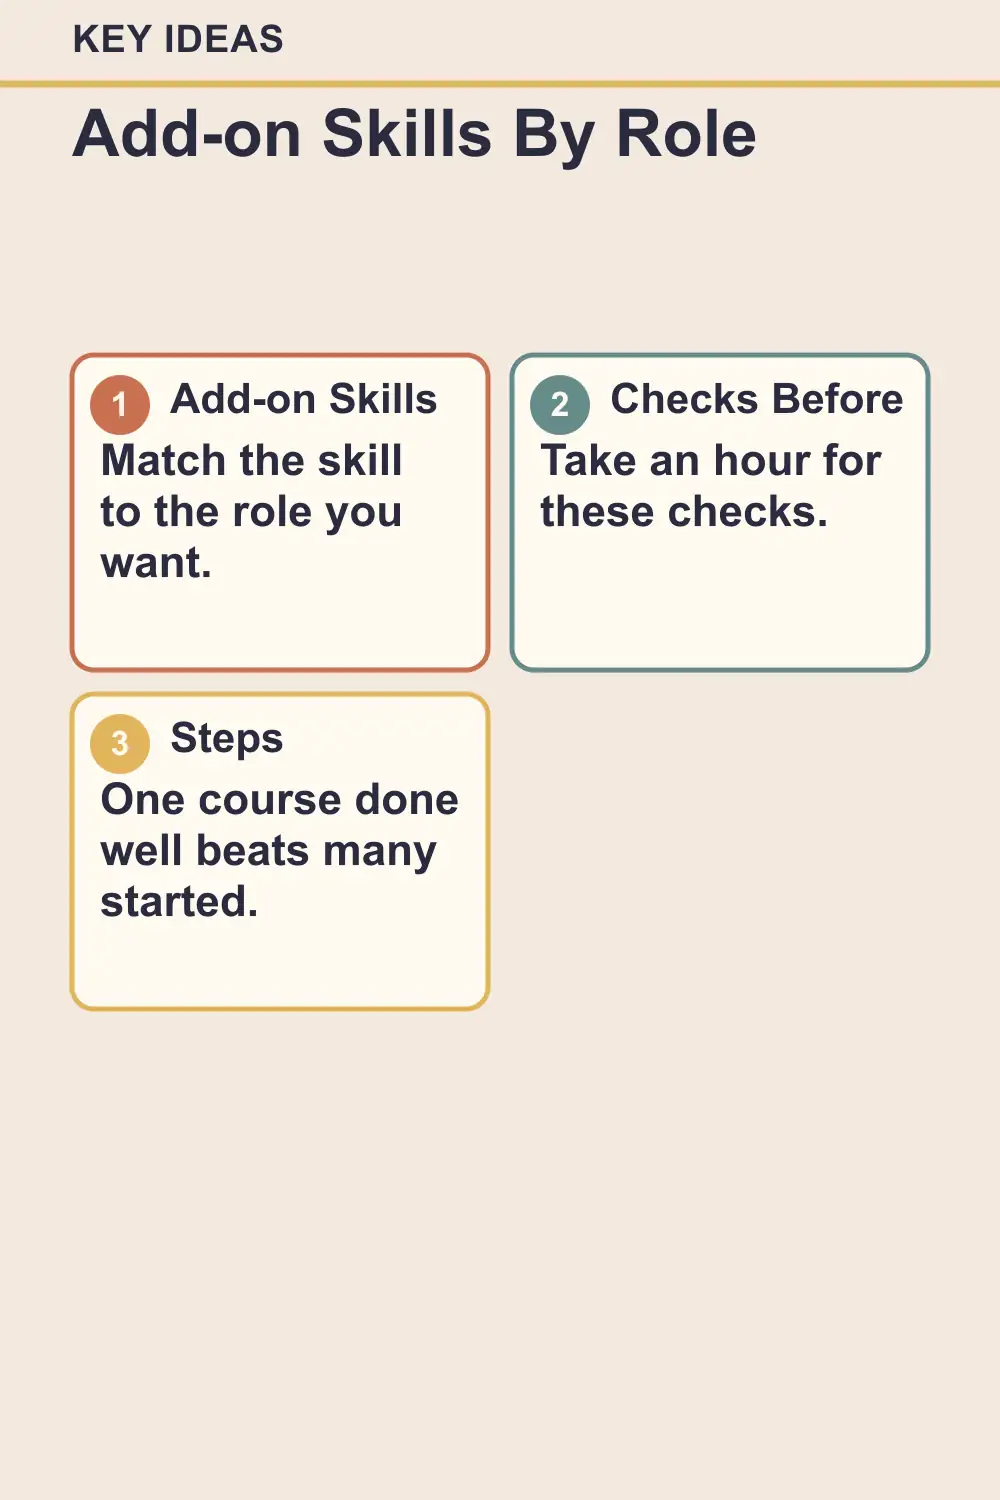 KEY IDEAS
Add-on Skills By Role
1 Add-on Skills
Match the skill
to the role you
want.
2 Checks Before
Take an hour for
these checks.
3 Steps
One course done
well beats many
started.